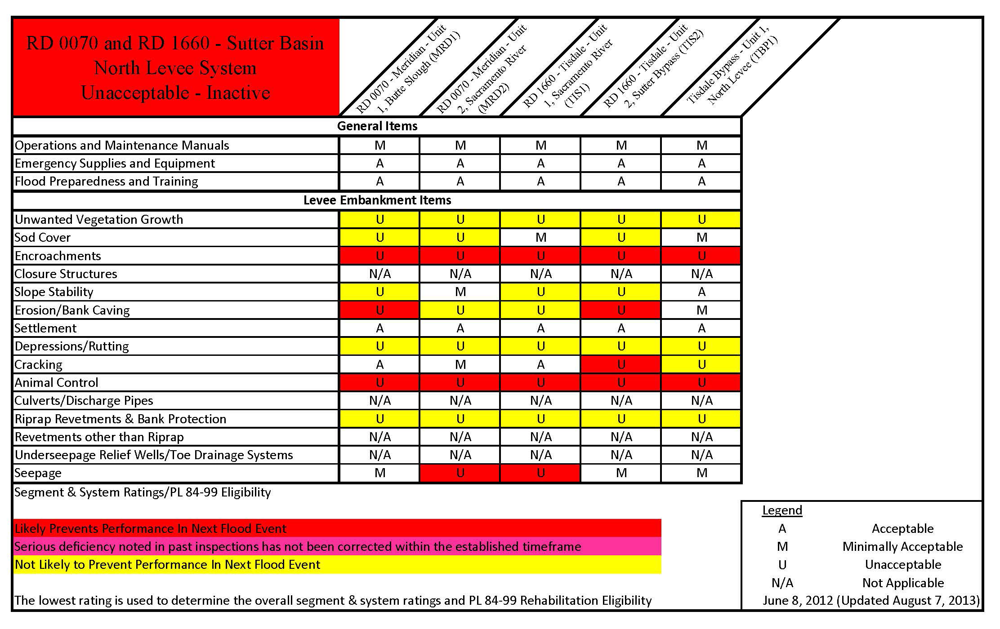 RD 0070 and RD 1660 - Sutter Basin
North Levee System
Unacceptable - Inactive
RD 0070 - Meridian - Unit
1, Butte Slough (MRD1)
RD 0070 - Meridian - Unit
2, Sacramento River
(MRD2)
RD 1660 - Tisdale - Unit
1, Sacramento River
(TIS1)
RD 1660 - Tisdale - Unit
2, Sutter Bypass (TIS2)
Tisdale Bypass - Unit 1,
North Levee (TBP1)
General Items
Operations and Maintenance Manuals M M M M M
Emergency Supplies and Equipment A A A A A
Flood Preparedness and Training A A A A A
Levee Embankment Items
Unwanted Vegetation Growth U U U U U
Sod Cover U U M U M
Encroachments U U U U U
Closure Structures N/A N/A N/A N/A N/A
Slope Stability U M U U A
Erosion/Bank Caving U U U U M
Settlement A A A A A
Depressions/Rutting U U U U U
Cracking A M A U U
Animal Control U U U U U
Culverts/Discharge Pipes N/A N/A N/A N/A N/A
Riprap Revetments & Bank Protection U U U U U
Revetments other than Riprap N/A N/A N/A N/A N/A
Underseepage Relief Wells/Toe Drainage Systems N/A N/A N/A N/A N/A
Seepage M U U M M
Segment & System Ratings/PL 84-99 Eligibility
Likely Prevents Performance In Next Flood Event
Serious deficiency noted in past inspections has not been corrected within the established timeframe
Not Likely to Prevent Performance In Next Flood Event
The lowest rating is used to determine the overall segment & system ratings and PL 84-99 Rehabilitation Eligibility
Legend
A Acceptable
M Minimally Acceptable
U Unacceptable
N/A Not Applicable
June 8, 2012 (Updated August 7, 2013)